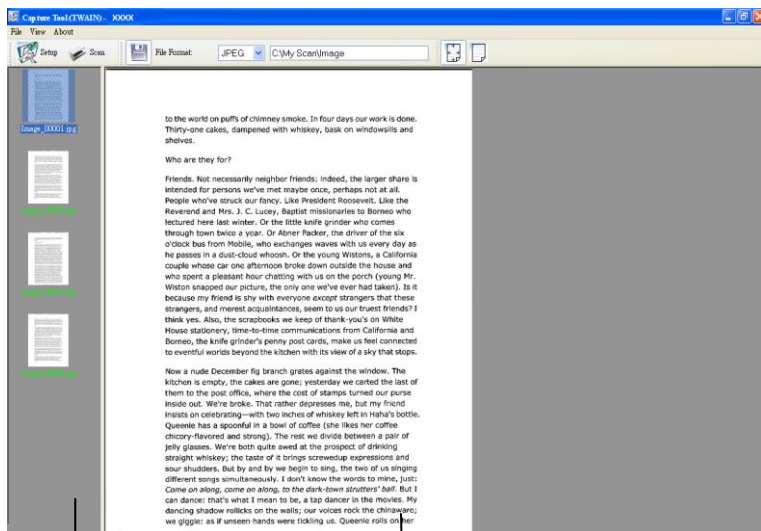 Capture Tool(TWAIN) - XXXX
File View About
Setup Scan File Format: JPEG C:\My Scan\Image
Image_00001.jpg
to the world on puffs of chimney smoke. In four days our work is done.
Thirty-one cakes, dampened with whiskey, bask on windowsills and
shelves.
Who are they for?
Friends. Not necessarily neighbor friends: indeed, the larger share is
intended for persons we've met maybe once, perhaps not at all.
People who've struck our fancy. Like President Roosevelt. Like the
Reverend and Mrs. J. C. Lucey, Baptist missionaries to Borneo who
lectured here last winter. Or the little knife grinder who comes
through town twice a year. Or Abner Packer, the driver of the six
o'clock bus from Mobile, who exchanges waves with us every day as
he passes in a dust-cloud whoosh. Or the young Wistons, a California
couple whose car one afternoon broke down outside the house and
who spent a pleasant hour chatting with us on the porch (young Mr.
Wiston snapped our picture, the only one we've ever had taken). Is it
because my friend is shy with everyone except strangers that these
strangers, and merest acquaintances, seem to us our truest friends? I
think yes. Also, the scrapbooks we keep of thank-you's on White
House stationery, time-to-time communications from California and
Borneo, the knife grinder's penny post cards, make us feel connected
to eventful worlds beyond the kitchen with its view of a sky that stops.
Now a nude December fig branch grates against the window. The
kitchen is empty, the cakes are gone; yesterday we carted the last of
them to the post office, where the cost of stamps turned our purse
inside out. We're broke. That rather depresses me, but my friend
insists on celebrating—with two inches of whiskey left in Haha's bottle.
Queenie has a spoonful in a bowl of coffee (she likes her coffee
chicory-flavored and strong). The rest we divide between a pair of
jelly glasses. We're both quite awed at the prospect of drinking
straight whiskey; the taste of it brings screwedup expressions and
sour shudders. But by and by we begin to sing, the two of us singing
different songs simultaneously. I don't know the words to mine, just:
Come on along, come on along, to the dark-town strutters' ball. But I
can dance: that's what I mean to be, a tap dancer in the movies. My
dancing shadow rollicks on the walls; our voices rock the chinaware;
we giggle: as if unseen hands were tickling us. Queenie rolls on her